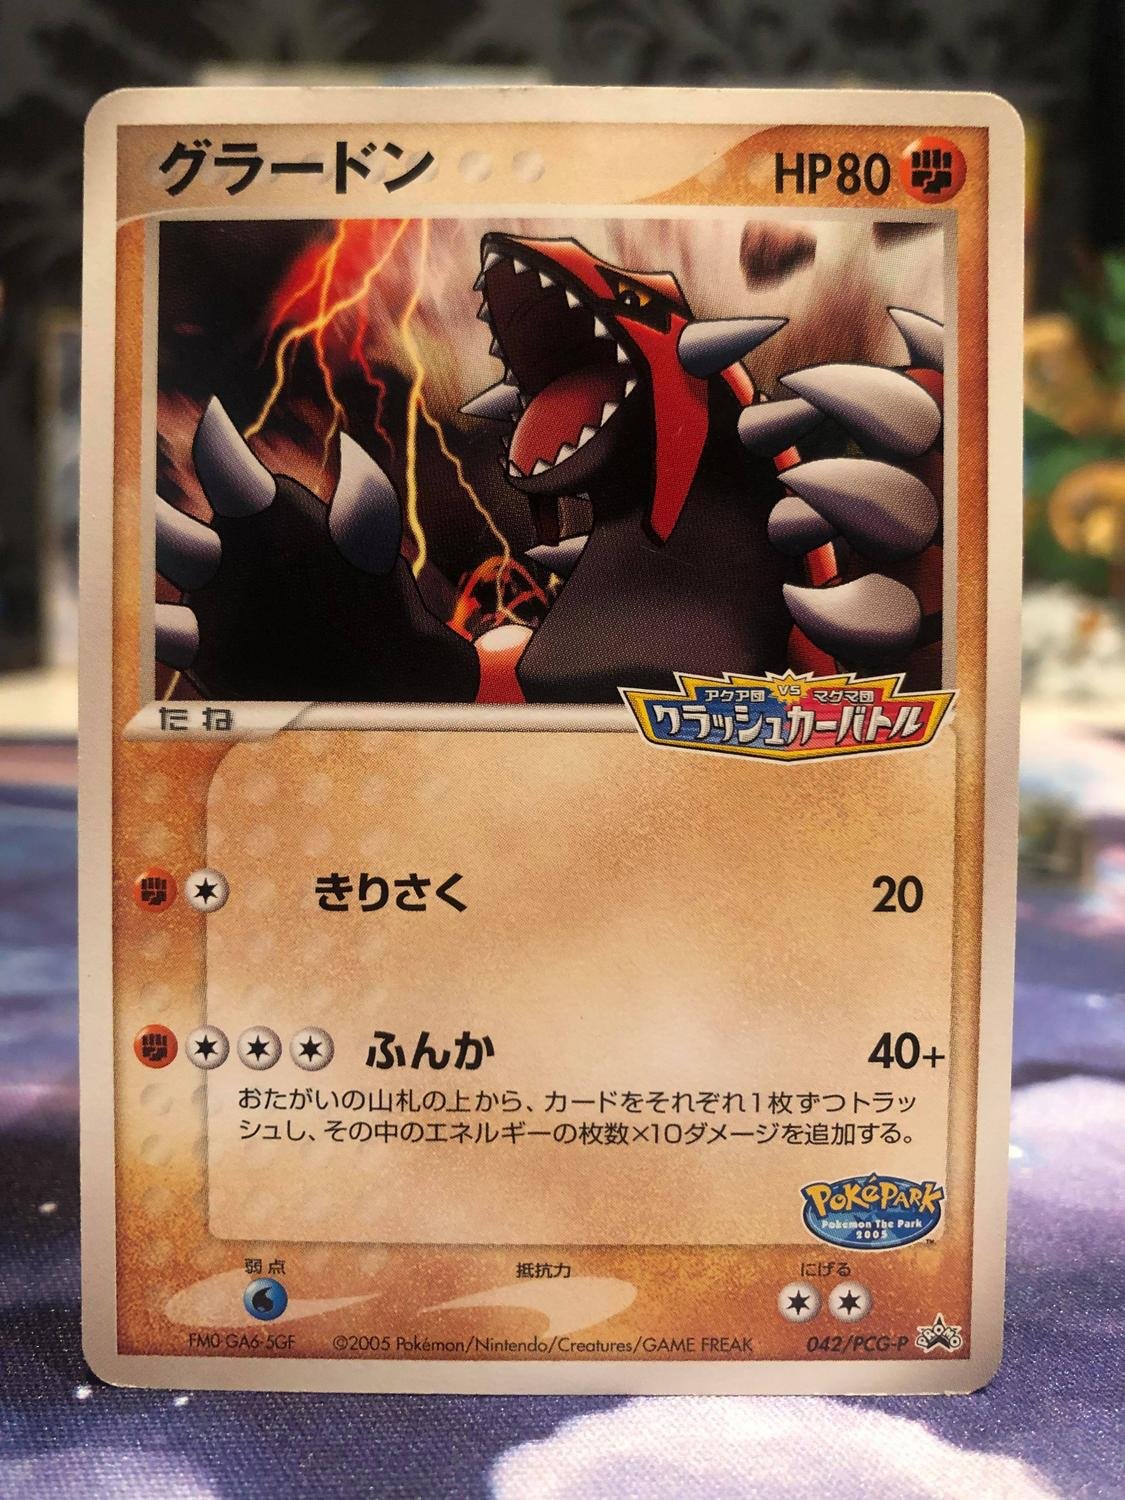 グラードン
HP80
アクア団 VS マグマ団
クラッシュカーバトル
たね
きりさく 20
ふんか 40+
おたがいの山札の上から、カードをそれぞれ1枚ずつトラッ
シュし、その中のエネルギーの枚数×10ダメージを追加する。
POKéPARK
Pokemon The Park
2005
™
弱点 抵抗力 にげる
FM0-GA6-5GF ©2005 Pokémon/Nintendo/Creatures/GAME FREAK 042/PCG-P PROMO